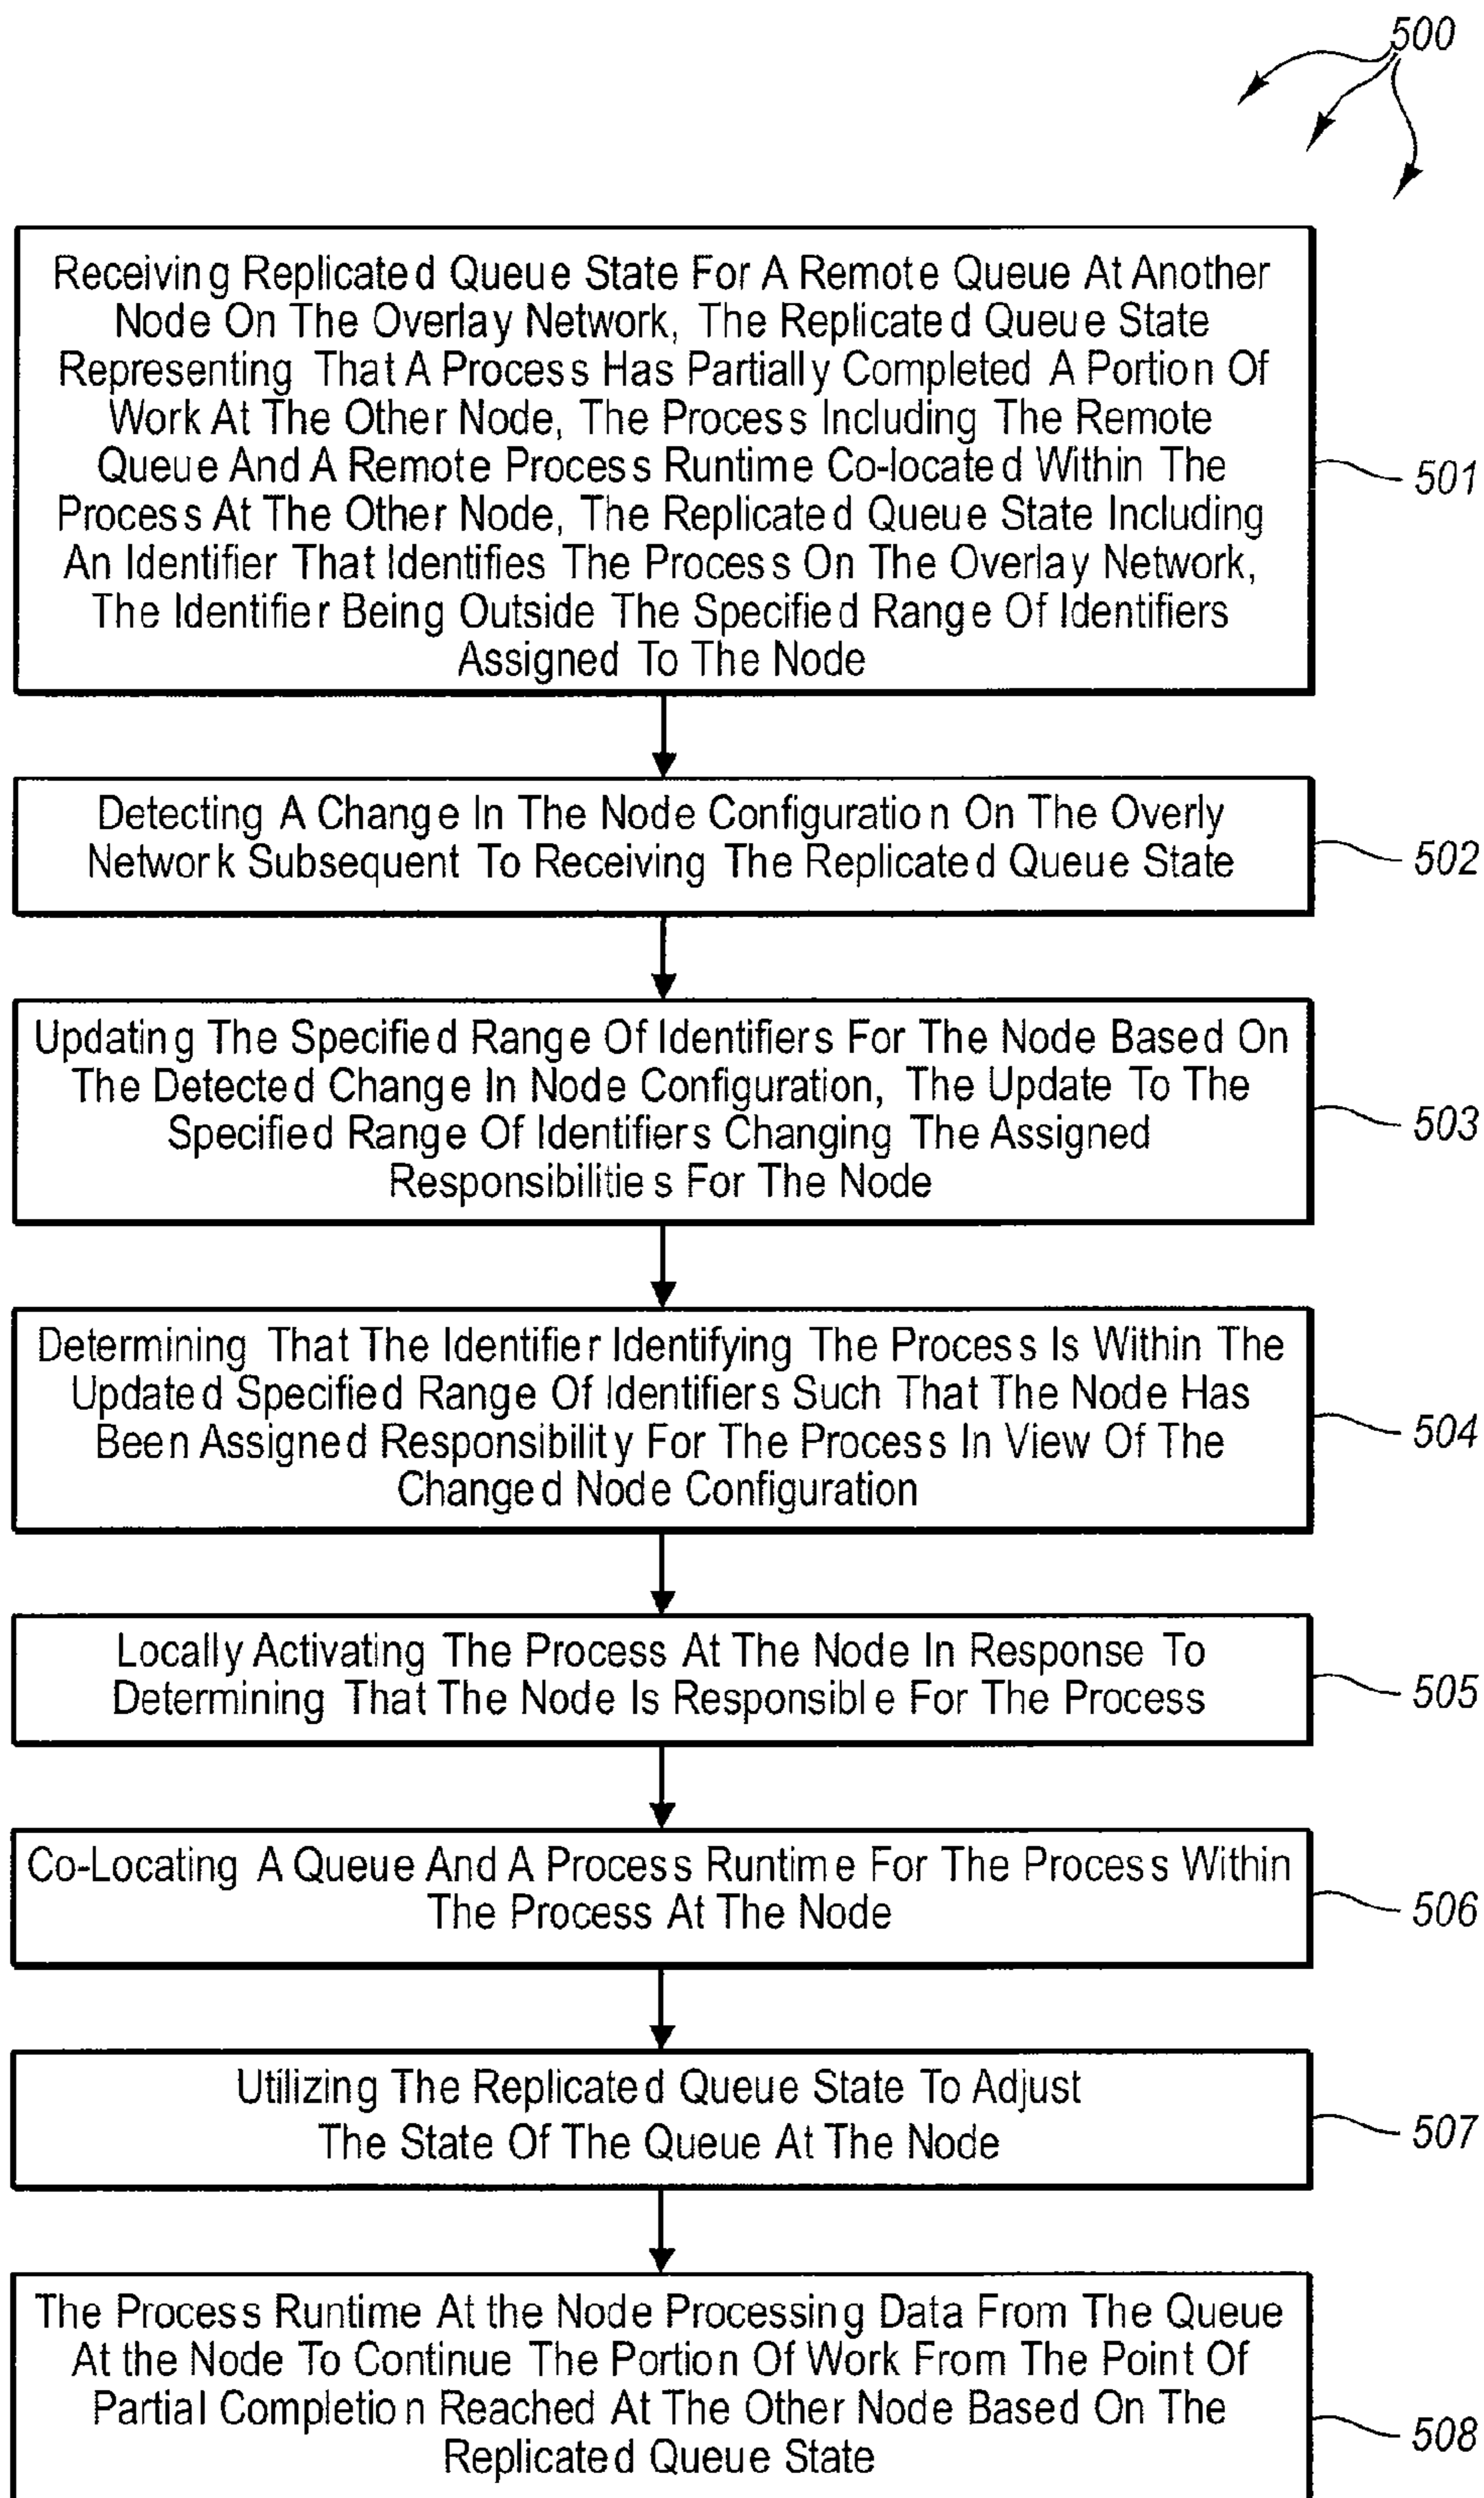 500
Receiving Replicated Queue State For A Remote Queue At Another
Node On The Overlay Network, The Replicated Queue State
Representing That A Process Has Partially Completed A Portion Of
Work At The Other Node, The Process Including The Remote
Queue And A Remote Process Runtime Co-located Within The
Process At The Other Node, The Replicated Queue State Including
An Identifier That Identifies The Process On The Overlay Network,
The Identifier Being Outside The Specified Range Of Identifiers
Assigned To The Node
501
Detecting A Change In The Node Configuration On The Overly
Network Subsequent To Receiving The Replicated Queue State
502
Updating The Specified Range Of Identifiers For The Node Based On
The Detected Change In Node Configuration, The Update To The
Specified Range Of Identifiers Changing The Assigned
Responsibilities For The Node
503
Determining That The Identifier Identifying The Process Is Within The
Updated Specified Range Of Identifiers Such That The Node Has
Been Assigned Responsibility For The Process In View Of The
Changed Node Configuration
504
Locally Activating The Process At The Node In Response To
Determining That The Node Is Responsible For The Process
505
Co-Locating A Queue And A Process Runtime For The Process Within
The Process At The Node
506
Utilizing The Replicated Queue State To Adjust
The State Of The Queue At The Node
507
The Process Runtime At the Node Processing Data From The Queue
At the Node To Continue The Portion Of Work From The Point Of
Partial Completion Reached At The Other Node Based On The
Replicated Queue State
508